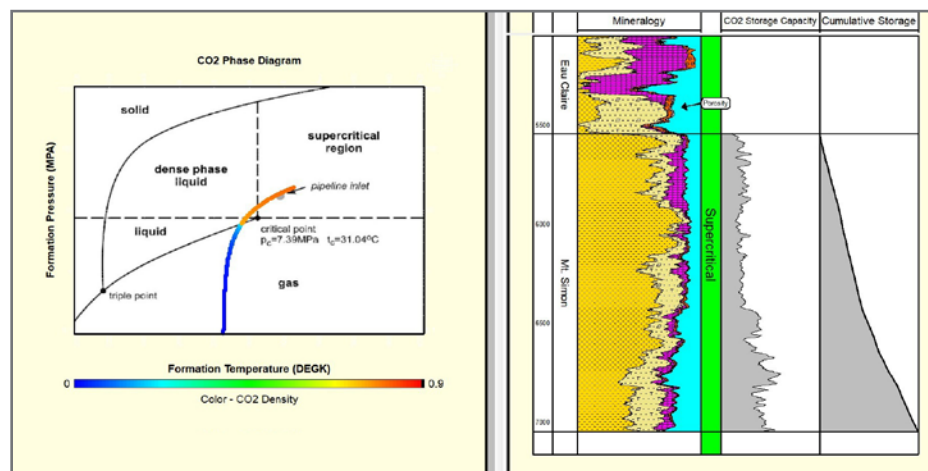 CO2 Phase Diagram
solid
supercritical
region
dense phase
liquid
pipeline inlet
liquid
critical point
pc=7.39MPa tc=31.04°C
gas
triple point
Formation Pressure (MPA)
Formation Temperature (DEGK)
0
0.9
Color - CO2 Density
Mineralogy
CO2 Storage Capacity
Cumulative Storage
Eau Claire
Porosity
5500
6000
Supercritical
Mt. Simon
6500
7000